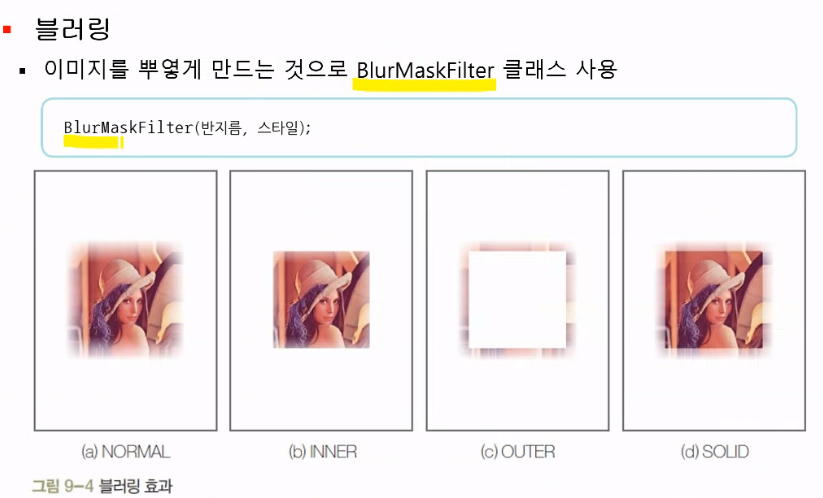 블러링
이미지를 뿌옇게 만드는 것으로 BlurMaskFilter 클래스 사용
BlurMaskFilter(반지름, 스타일);
(a) NORMAL
(b) INNER
(c) OUTER
(d) SOLID
그림 9-4 블러링 효과